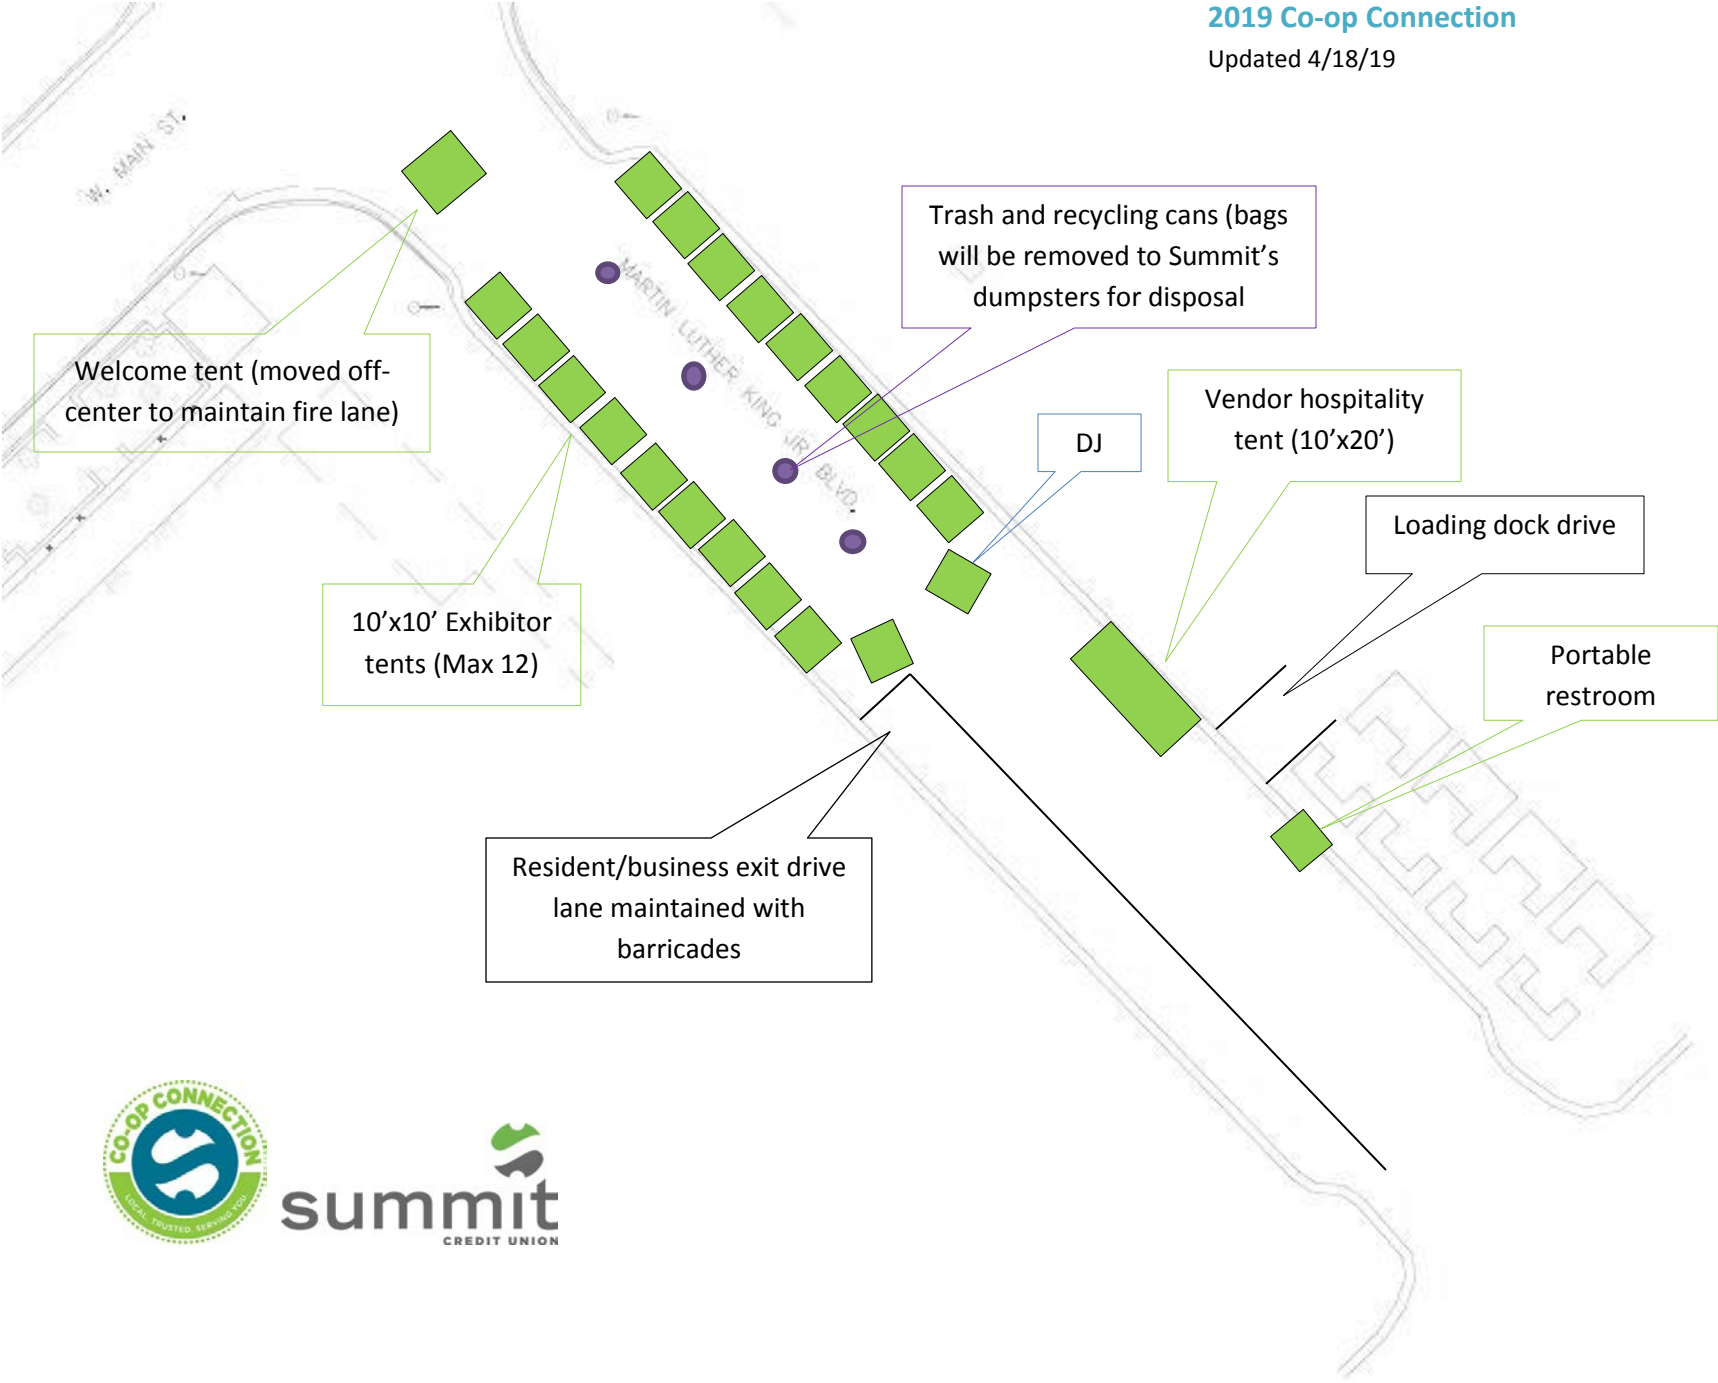 2019 Co-op Connection
Updated 4/18/19
W. MAIN ST.
Trash and recycling cans (bags
will be removed to Summit's
dumpsters for disposal
MARTIN LUTHER KING JR. BLVD.
Welcome tent (moved off-
center to maintain fire lane)
Vendor hospitality
tent (10'x20')
DJ
Loading dock drive
10'x10' Exhibitor
tents (Max 12)
Portable
restroom
Resident/business exit drive
lane maintained with
barricades
CO-OP CONNECTION
LOCAL. TRUSTED. SERVING YOU.
summit
CREDIT UNION